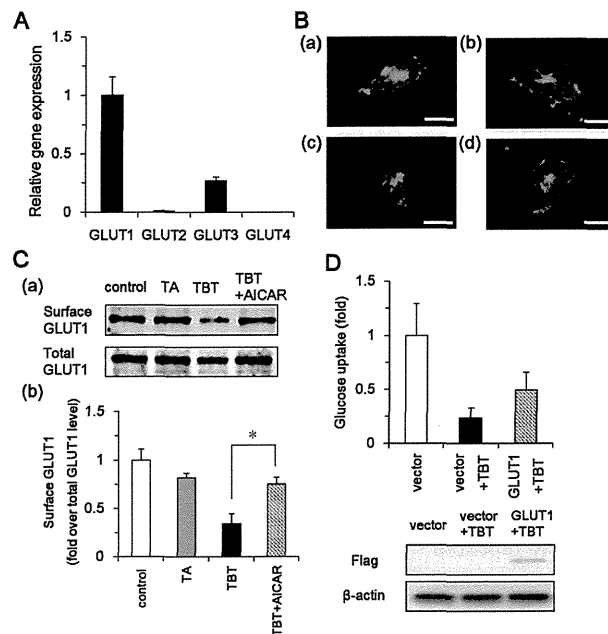 A
Relative gene expression
1.5
1
0.5
0.25
0
GLUT1 GLUT2 GLUT3 GLUT4
B
(a)
(b)
(c)
(d)
C
(a)
control TA TBT TBT +AICAR
Surface GLUT1
Total GLUT1
(b)
Surface GLUT1
(fold over total GLUT1 level)
1.5
1
0.5
0
*
control
TA
TBT
TBT+AICAR
D
Glucose uptake (fold)
1.5
1
0.5
0
vector
vector +TBT
GLUT1 +TBT
vector vector +TBT GLUT1 +TBT
Flag
β-actin